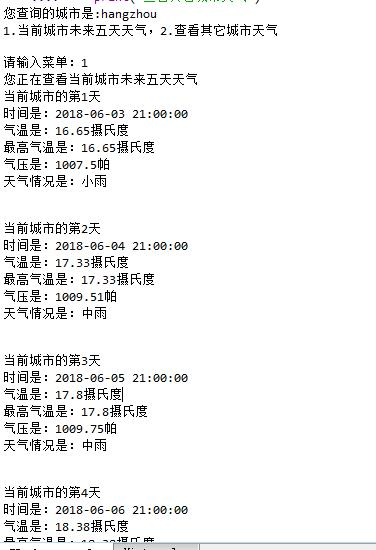 您查询的城市是:hangzhou
1.当前城市未来五天天气，2.查看其它城市天气
请输入菜单：1
您正在查看当前城市未来五天天气
当前城市的第1天
时间是：2018-06-03 21:00:00
气温是：16.65摄氏度
最高气温是：16.65摄氏度
气压是：1007.5帕
天气情况是：小雨
当前城市的第2天
时间是：2018-06-04 21:00:00
气温是：17.33摄氏度
最高气温是：17.33摄氏度
气压是：1009.51帕
天气情况是：中雨
当前城市的第3天
时间是：2018-06-05 21:00:00
气温是：17.8摄氏度
最高气温是：17.8摄氏度
气压是：1009.75帕
天气情况是：中雨
当前城市的第4天
时间是：2018-06-06 21:00:00
气温是：18.38摄氏度